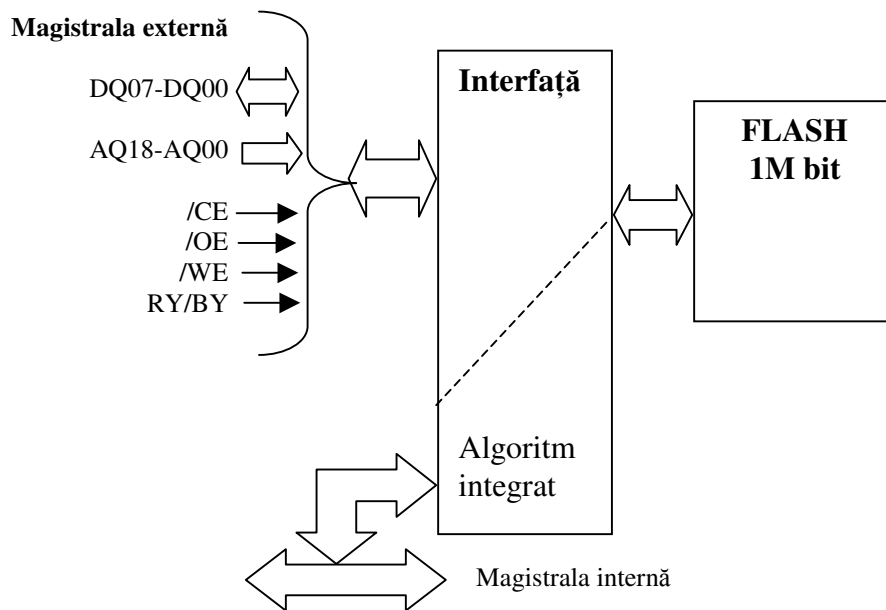 Magistrala externă
DQ07-DQ00
AQ18-AQ00
/CE
/OE
/WE
RY/BY
Interfață
Algoritm
integrat
FLASH
1M bit
Magistrala internă